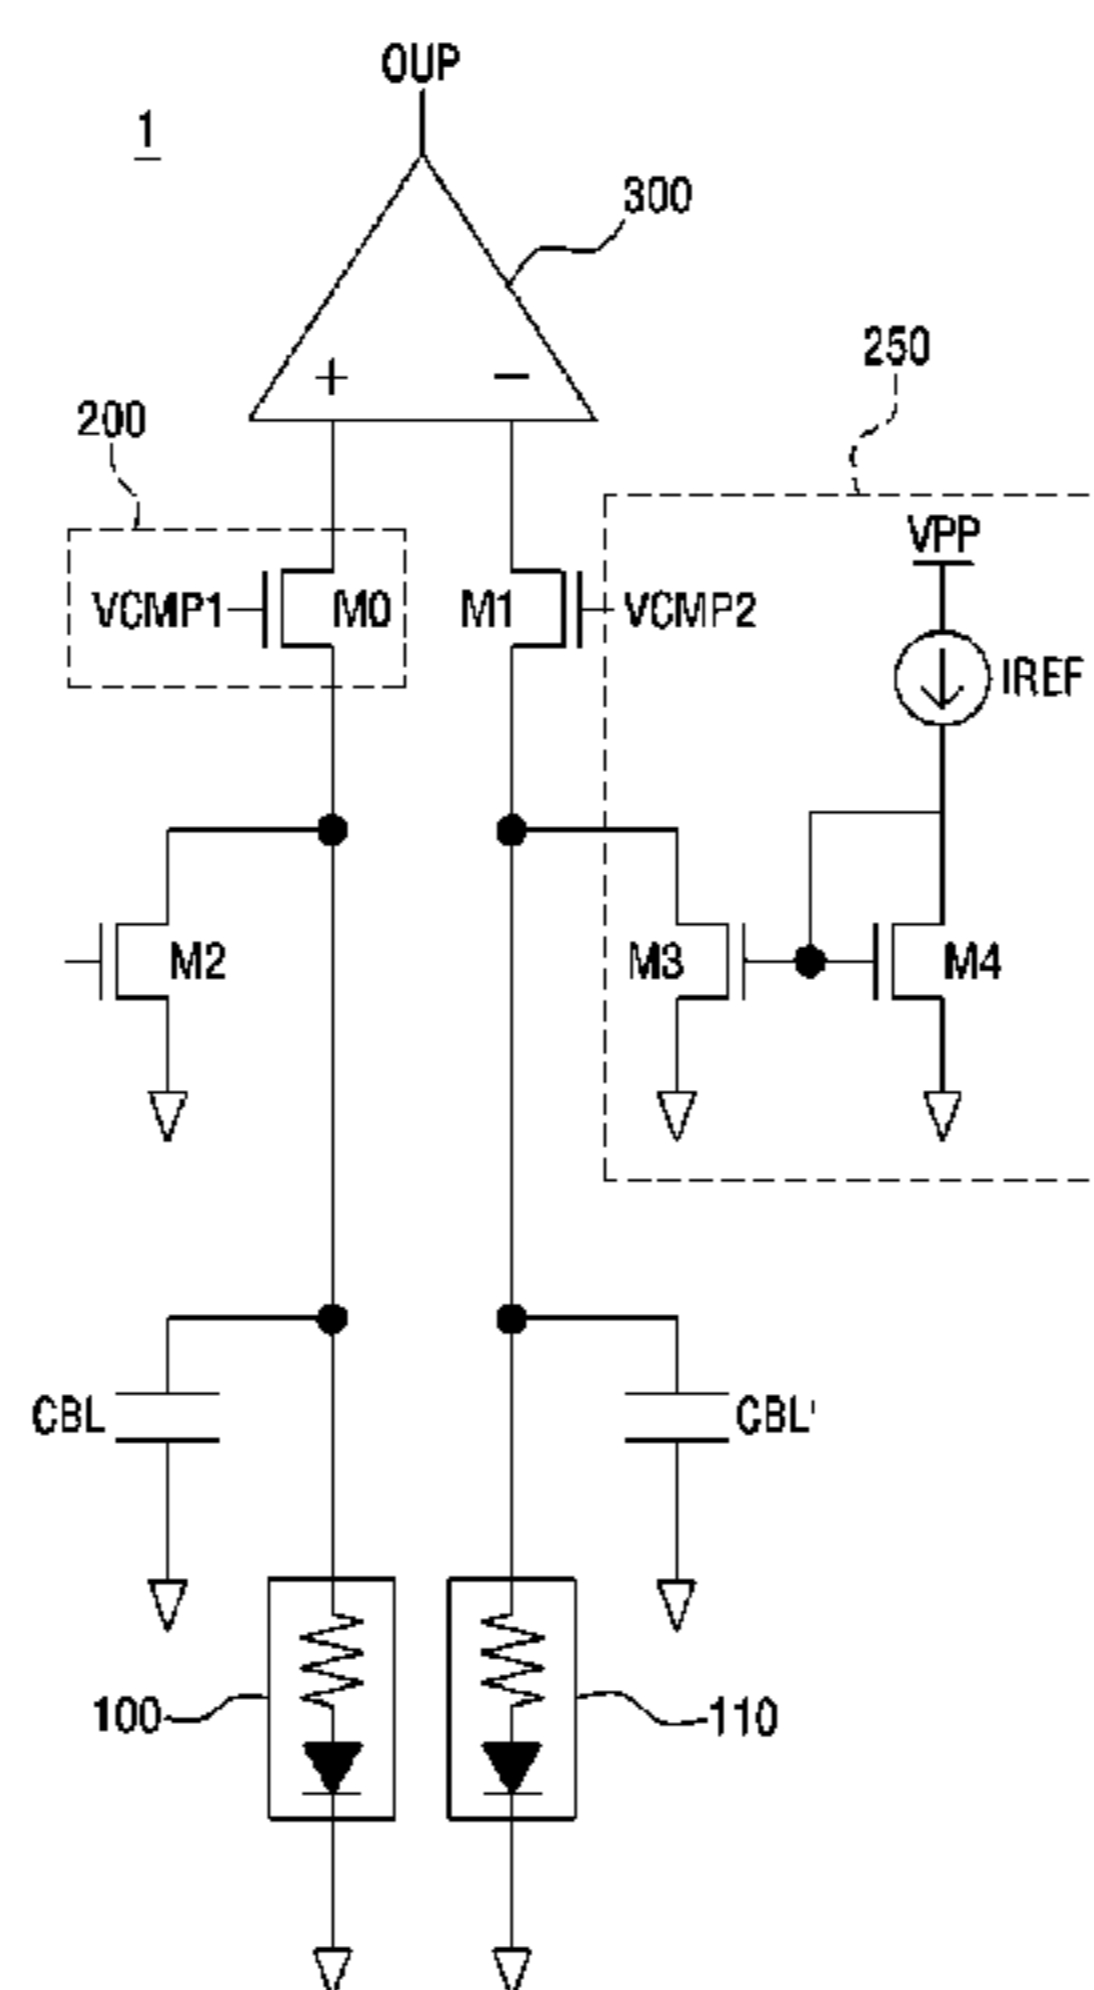 OUP
1
300
250
200
VPP
VCMP1
M0
M1
VCMP2
IREF
M2
M3
M4
CBL
CBL'
100
110
+
−